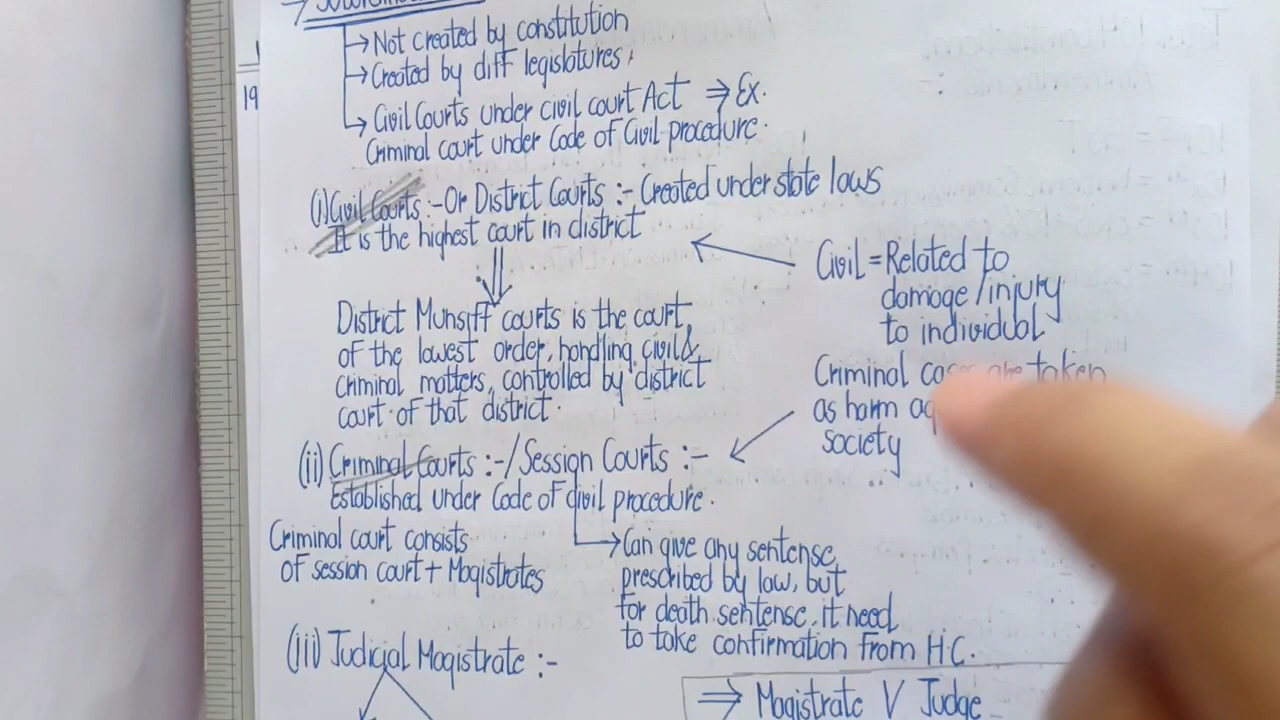 → Subordinate
→ Not created by constitution
→ Created by diff legislatures,
→ Civil Courts under civil court Act ⇒ Ex.
Criminal court under Code of Civil procedure.
19
(i) Civil Courts :- Or District Courts :- Created under state laws
It is the highest court in district
District Munsiff courts is the court,
of the lowest order, handling civil &
criminal matters, controlled by district
court of that district.
Civil = Related to
damage/injury
to individual
Criminal cases are taken
as harm
society
(ii) Criminal Courts :-/Session Courts :-
Established under Code of civil procedure.
Criminal court consists
of session court + Magistrates
→ Can give any sentence,
prescribed by law, but
for death sentence, it need
to take confirmation from H.C.
(iii) Judicial Magistrate :-
⇒ Magistrate V Judge